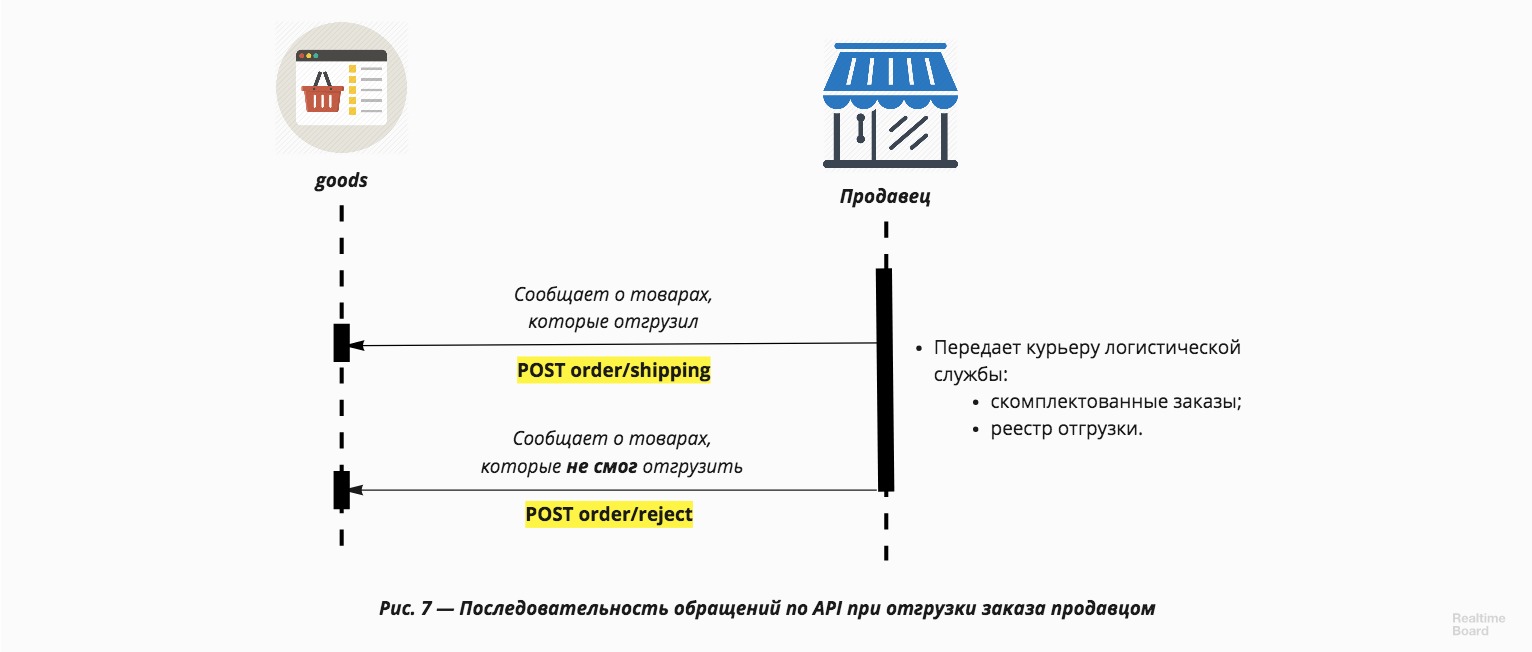 goods
Продавец
Сообщает о товарах,
которые отгрузил
POST order/shipping
• Передает курьеру логистической
службы:
• скомплектованные заказы;
• реестр отгрузки.
Сообщает о товарах,
которые не смог отгрузить
POST order/reject
Рис. 7 — Последовательность обращений по API при отгрузки заказа продавцом
Realtime
Board